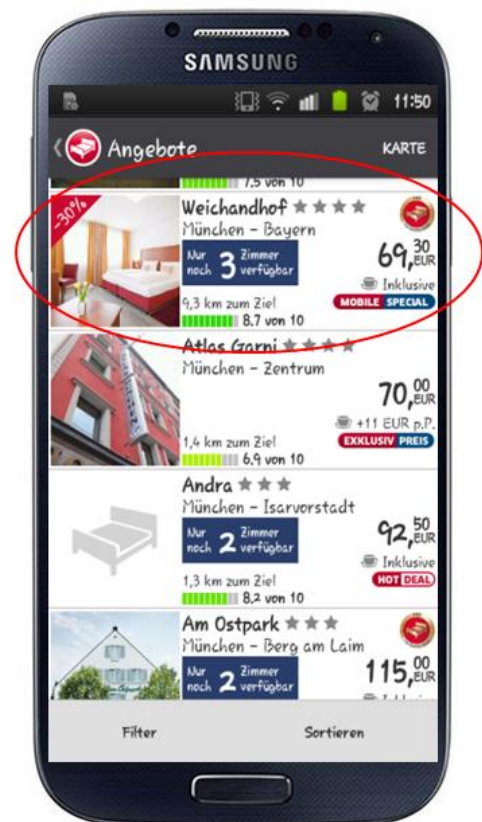 SAMSUNG
11:50
Angebote KARTE
7,5 von 10
-30%
Weichandhof
München - Bayern
Nur noch 3 Zimmer verfügbar
69,30 EUR
Inklusive
MOBILE SPECIAL
9,3 km zum Ziel
8,7 von 10
Atlas Garni
München - Zentrum
70,00 EUR
+11 EUR p.P.
EXKLUSIV PREIS
1,4 km zum Ziel
6,9 von 10
Andra
München - Isarvorstadt
Nur noch 2 Zimmer verfügbar
92,50 EUR
Inklusive
HOT DEAL
1,3 km zum Ziel
8,2 von 10
Am Ostpark
München - Berg am Laim
Nur noch 2 Zimmer verfügbar
115,00 EUR
Filter Sortieren